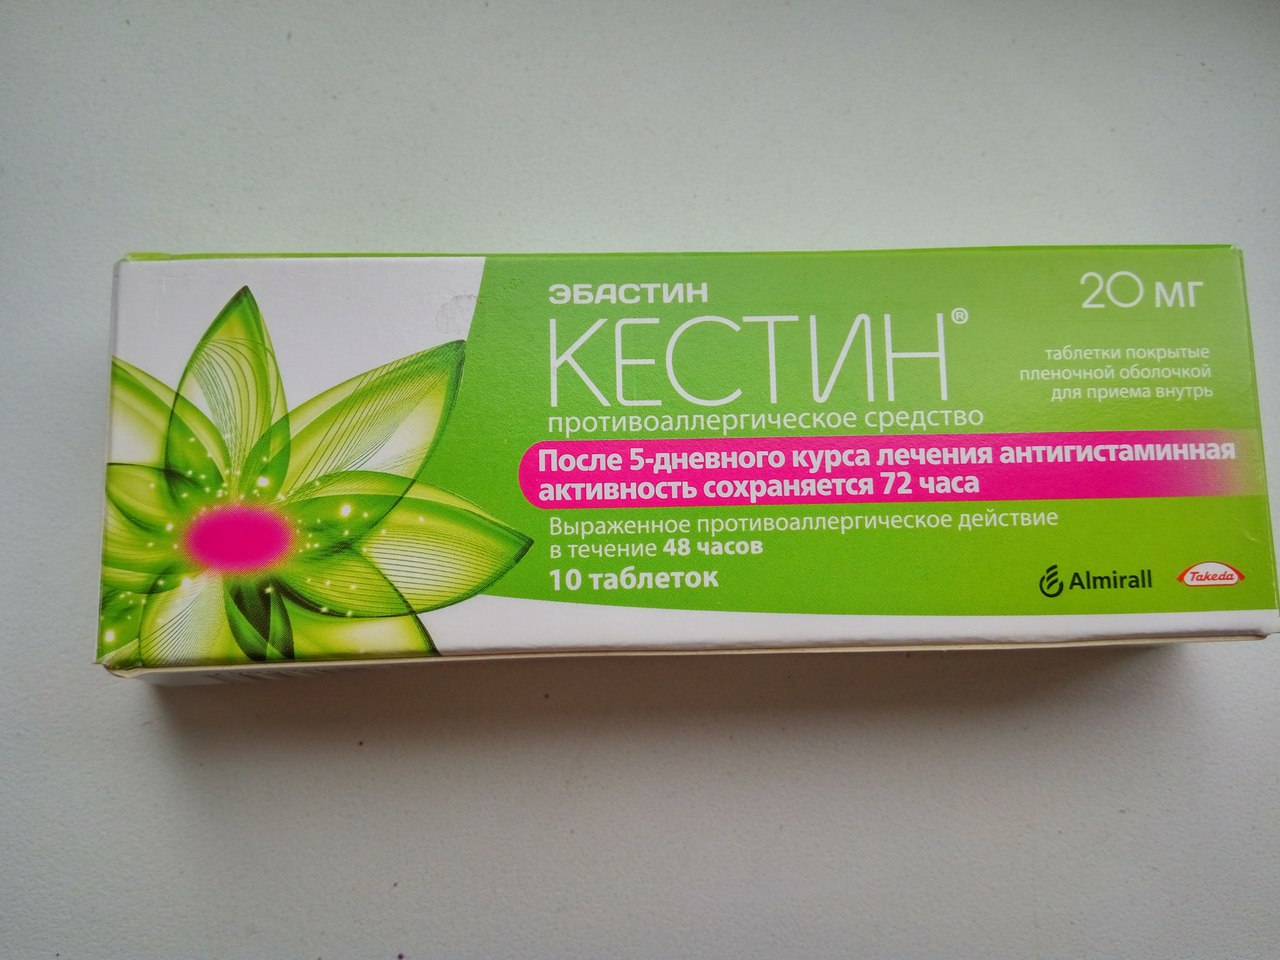 ЭБАСТИН
КЕСТИН®
противоаллергическое средство
20 мг
таблетки покрытые
пленочной оболочкой
для приема внутрь
После 5-дневного курса лечения антигистаминная
активность сохраняется 72 часа
Выраженное противоаллергическое действие
в течение 48 часов
10 таблеток
Almirall
Takeda